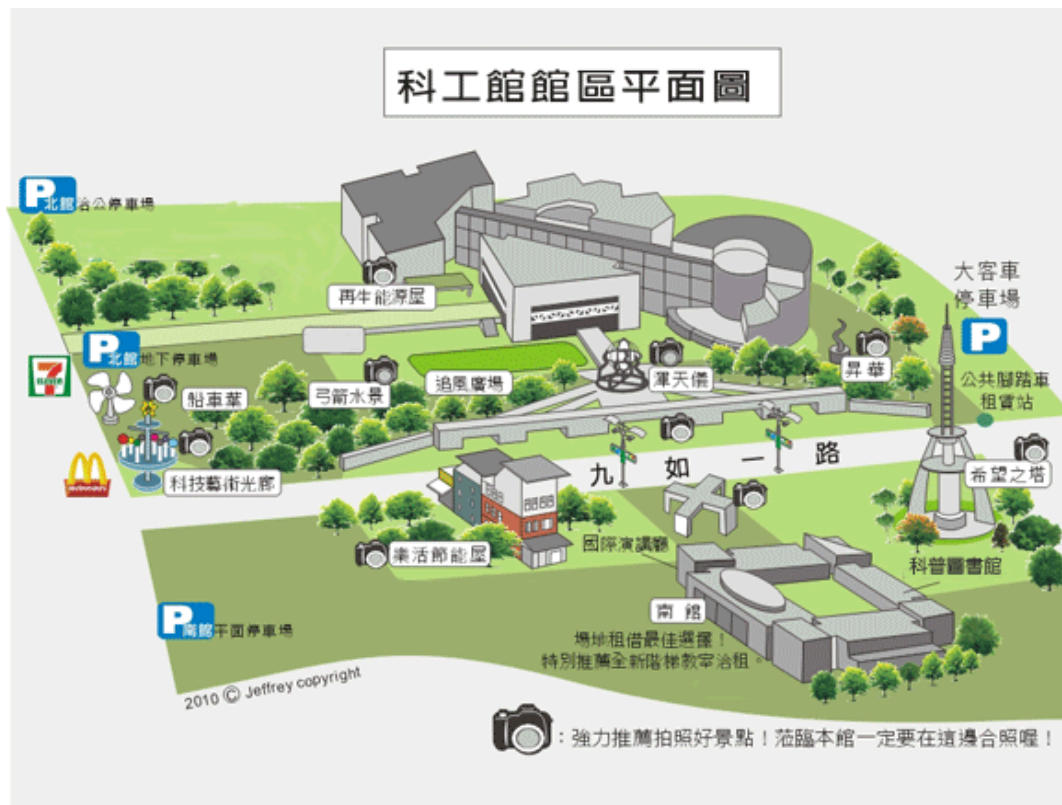 科工館館區平面圖
P
北館 洽公停車場
再生能源屋
大客車
停車場
P
P
北館 地下停車場
7
船車葉
弓箭水景
追風廣場
渾天儀
昇華
公共腳踏車
租賃站
科技藝術光廊
九如一路
希望之塔
樂活節能屋
國際演講廳
科普圖書館
南館
P
南館 平面停車場
場地租借最佳選擇！
特別推薦全新階梯教室洽租。
2010 © Jeffrey copyright
：強力推薦拍照好景點！蒞臨本館一定要在這邊合照喔！